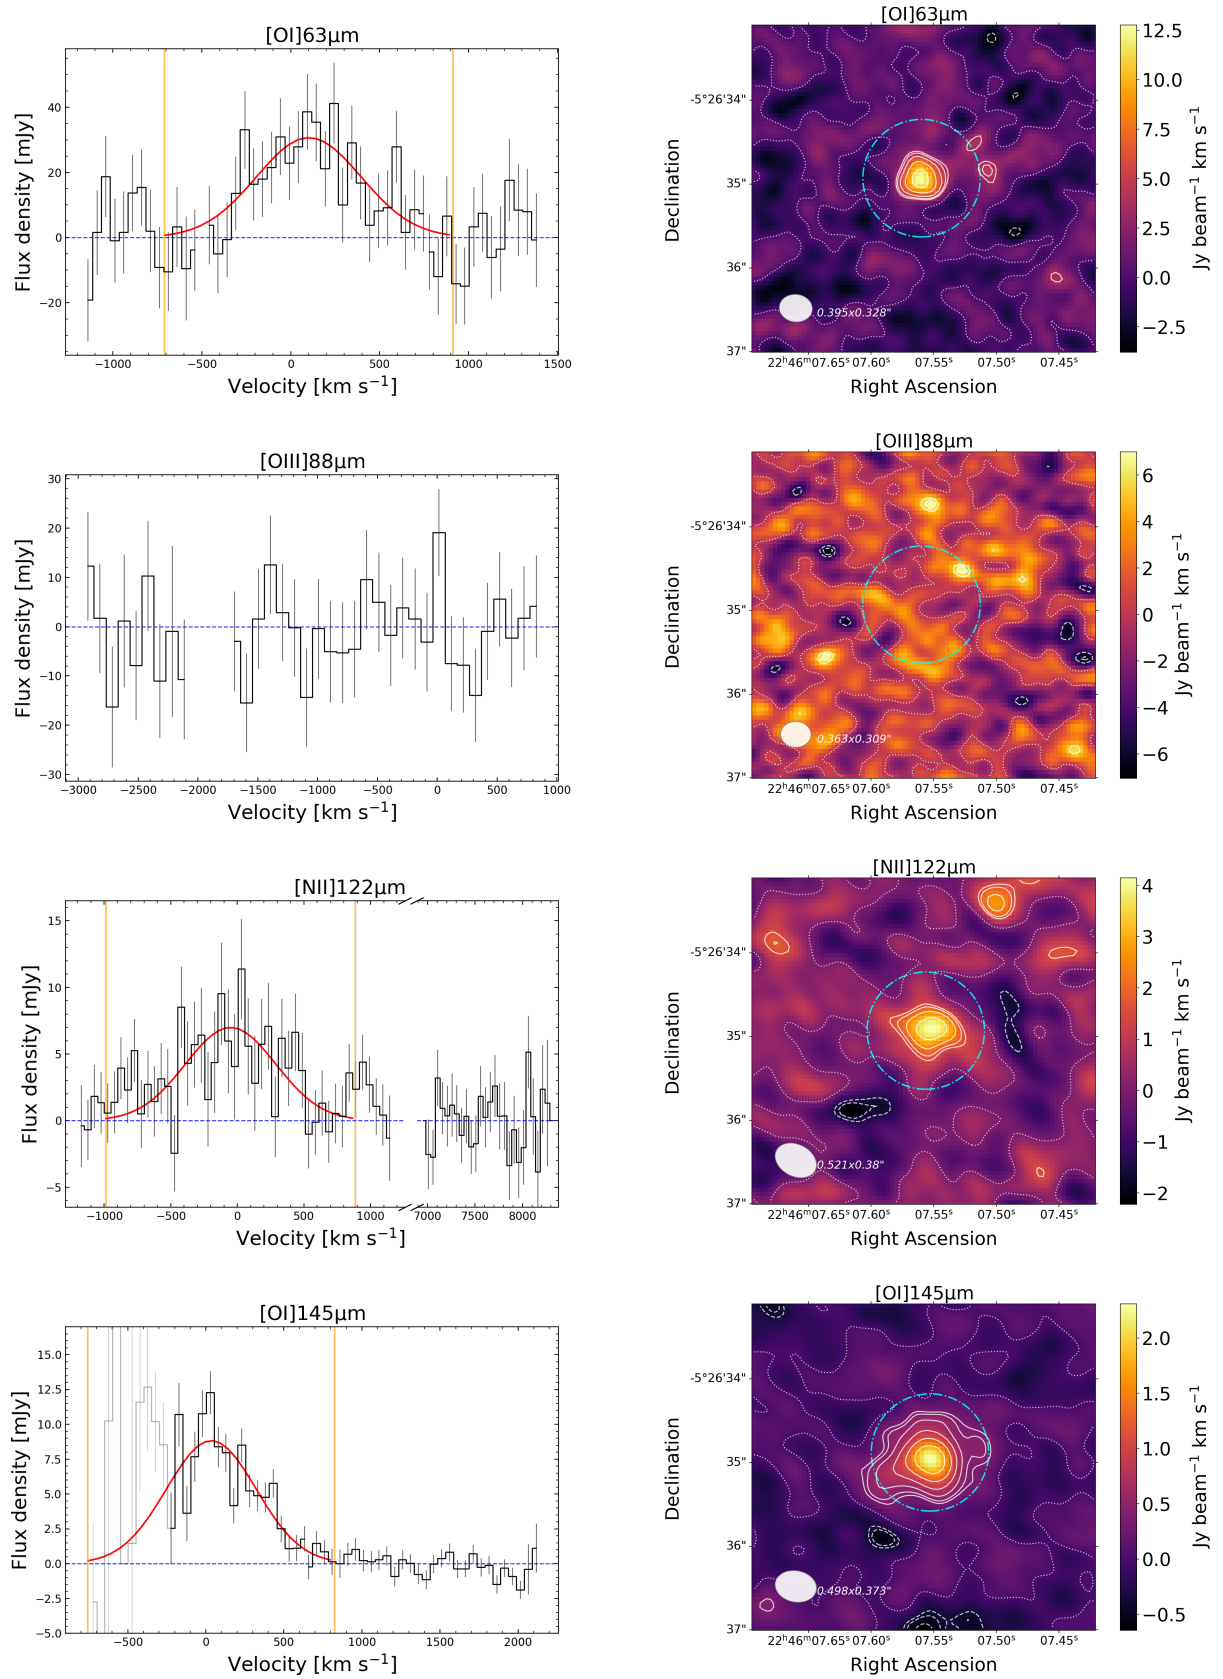 [OI]63μm
Flux density [mJy]
40
20
0
−20
−1000 −500 0 500 1000 1500
Velocity [km s⁻¹]
[OI]63μm
Declination
-5°26'34"
35"
36"
37"
0.395x0.328"
22ʰ46ᵐ07.65ˢ 07.60ˢ 07.55ˢ 07.50ˢ 07.45ˢ
Right Ascension
12.5
10.0
7.5
5.0
2.5
0.0
−2.5
Jy beam⁻¹ km s⁻¹
[OIII]88μm
Flux density [mJy]
30
20
10
0
−10
−20
−30
−3000 −2500 −2000 −1500 −1000 −500 0 500 1000
Velocity [km s⁻¹]
[OIII]88μm
Declination
-5°26'34"
35"
36"
37"
0.363x0.309"
22ʰ46ᵐ07.65ˢ 07.60ˢ 07.55ˢ 07.50ˢ 07.45ˢ
Right Ascension
6
4
2
0
−2
−4
−6
Jy beam⁻¹ km s⁻¹
[NII]122μm
Flux density [mJy]
15
10
5
0
−5
−1000 −500 0 500 1000 7000 7500 8000
Velocity [km s⁻¹]
[NII]122μm
Declination
-5°26'34"
35"
36"
37"
0.521x0.38"
22ʰ46ᵐ07.65ˢ 07.60ˢ 07.55ˢ 07.50ˢ 07.45ˢ
Right Ascension
4
3
2
1
0
−1
−2
Jy beam⁻¹ km s⁻¹
[OI]145μm
Flux density [mJy]
15.0
12.5
10.0
7.5
5.0
2.5
0.0
−2.5
−5.0
−500 0 500 1000 1500 2000
Velocity [km s⁻¹]
[OI]145μm
Declination
-5°26'34"
35"
36"
37"
0.498x0.373"
22ʰ46ᵐ07.65ˢ 07.60ˢ 07.55ˢ 07.50ˢ 07.45ˢ
Right Ascension
2.0
1.5
1.0
0.5
0.0
−0.5
Jy beam⁻¹ km s⁻¹